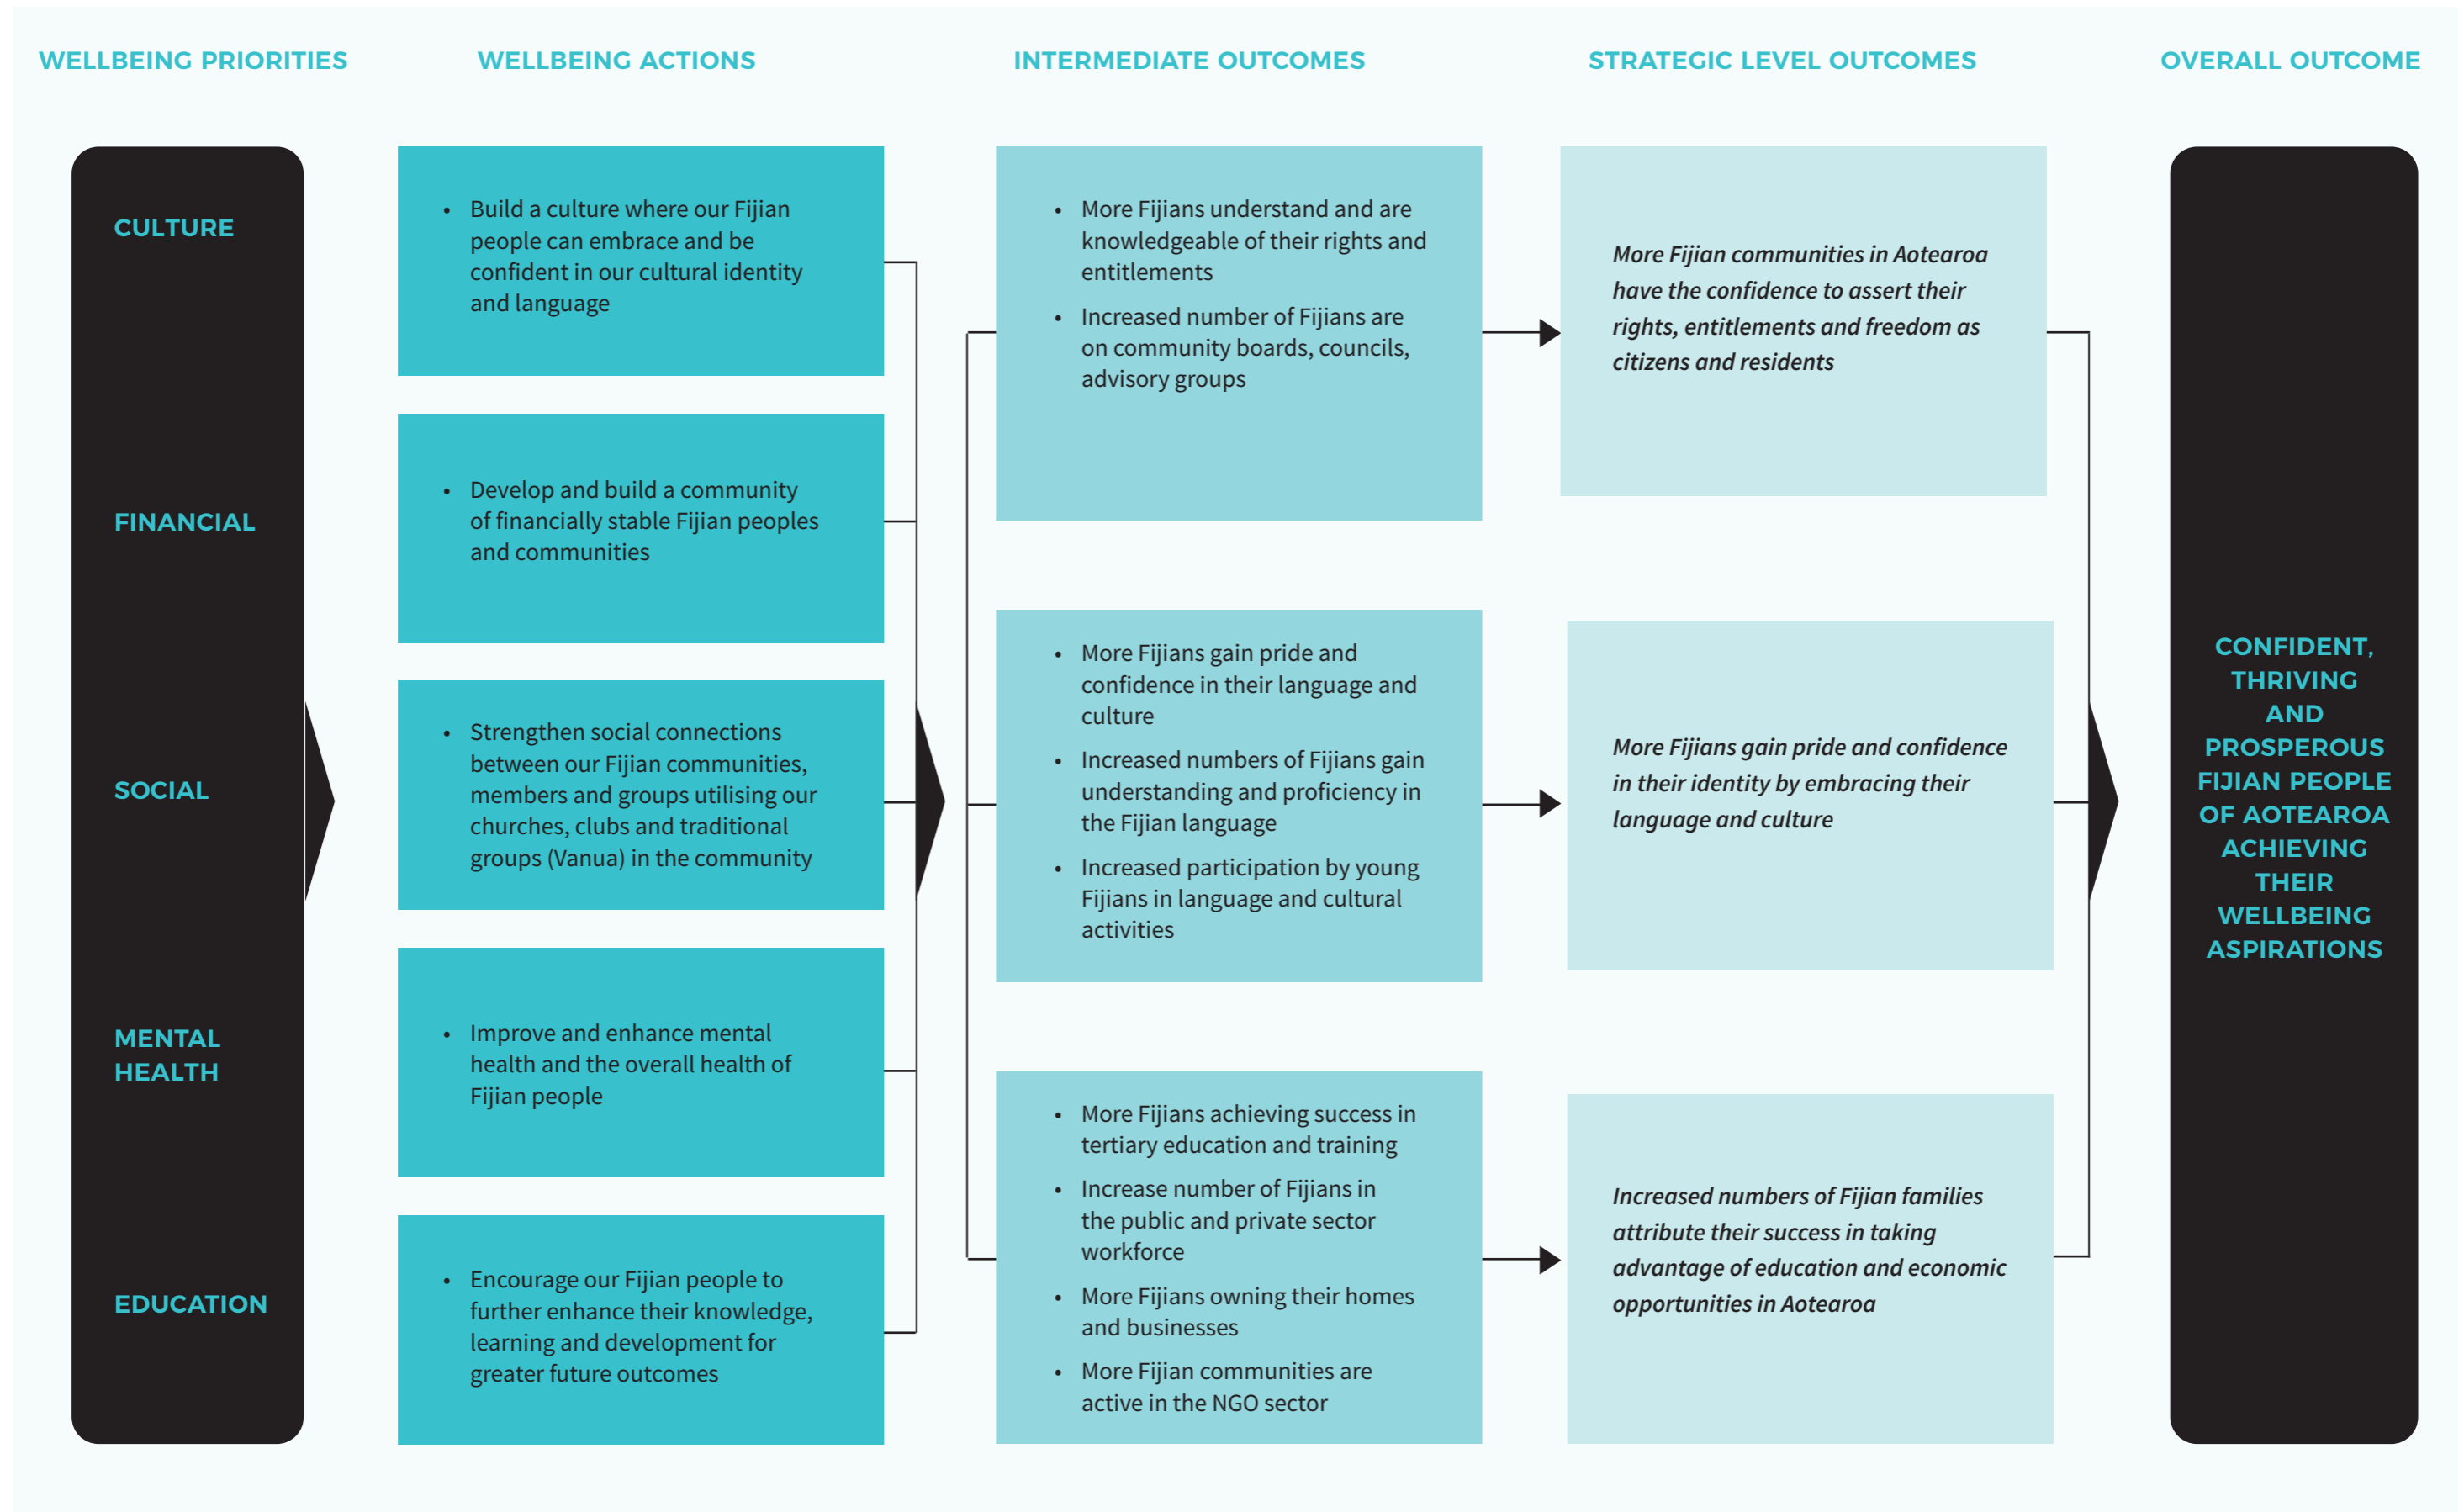 WELLBEING PRIORITIES
WELLBEING ACTIONS
INTERMEDIATE OUTCOMES
STRATEGIC LEVEL OUTCOMES
OVERALL OUTCOME
CULTURE
FINANCIAL
SOCIAL
MENTAL
HEALTH
EDUCATION
• Build a culture where our Fijian
people can embrace and be
confident in our cultural identity
and language
• Develop and build a community
of financially stable Fijian peoples
and communities
• Strengthen social connections
between our Fijian communities,
members and groups utilising our
churches, clubs and traditional
groups (Vanua) in the community
• Improve and enhance mental
health and the overall health of
Fijian people
• Encourage our Fijian people to
further enhance their knowledge,
learning and development for
greater future outcomes
• More Fijians understand and are
knowledgeable of their rights and
entitlements
• Increased number of Fijians are
on community boards, councils,
advisory groups
• More Fijians gain pride and
confidence in their language and
culture
• Increased numbers of Fijians gain
understanding and proficiency in
the Fijian language
• Increased participation by young
Fijians in language and cultural
activities
• More Fijians achieving success in
tertiary education and training
• Increase number of Fijians in
the public and private sector
workforce
• More Fijians owning their homes
and businesses
• More Fijian communities are
active in the NGO sector
More Fijian communities in Aotearoa
have the confidence to assert their
rights, entitlements and freedom as
citizens and residents
More Fijians gain pride and confidence
in their identity by embracing their
language and culture
Increased numbers of Fijian families
attribute their success in taking
advantage of education and economic
opportunities in Aotearoa
CONFIDENT,
THRIVING
AND
PROSPEROUS
FIJIAN PEOPLE
OF AOTEAROA
ACHIEVING
THEIR
WELLBEING
ASPIRATIONS